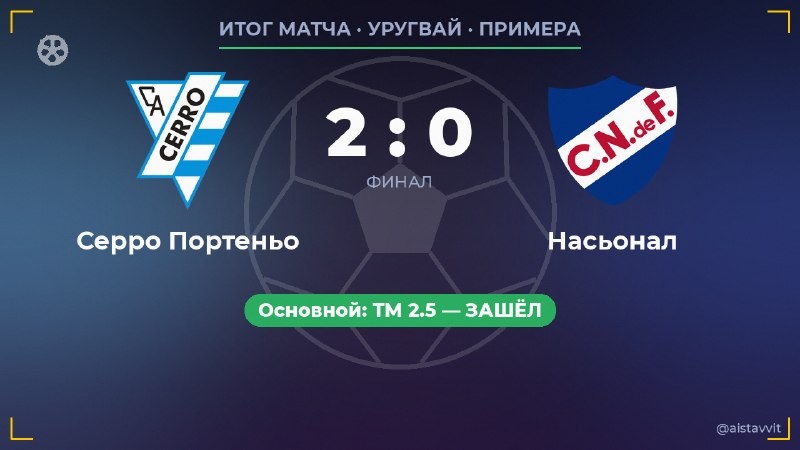 ИТОГ МАТЧА · УРУГВАЙ · ПРИМЕРА
CA
CERRO
2 : 0
C.N.deF.
ФИНАЛ
Серро Портеньо
Насьонал
Основной: ТМ 2.5 — ЗАШЁЛ
@aistavvit